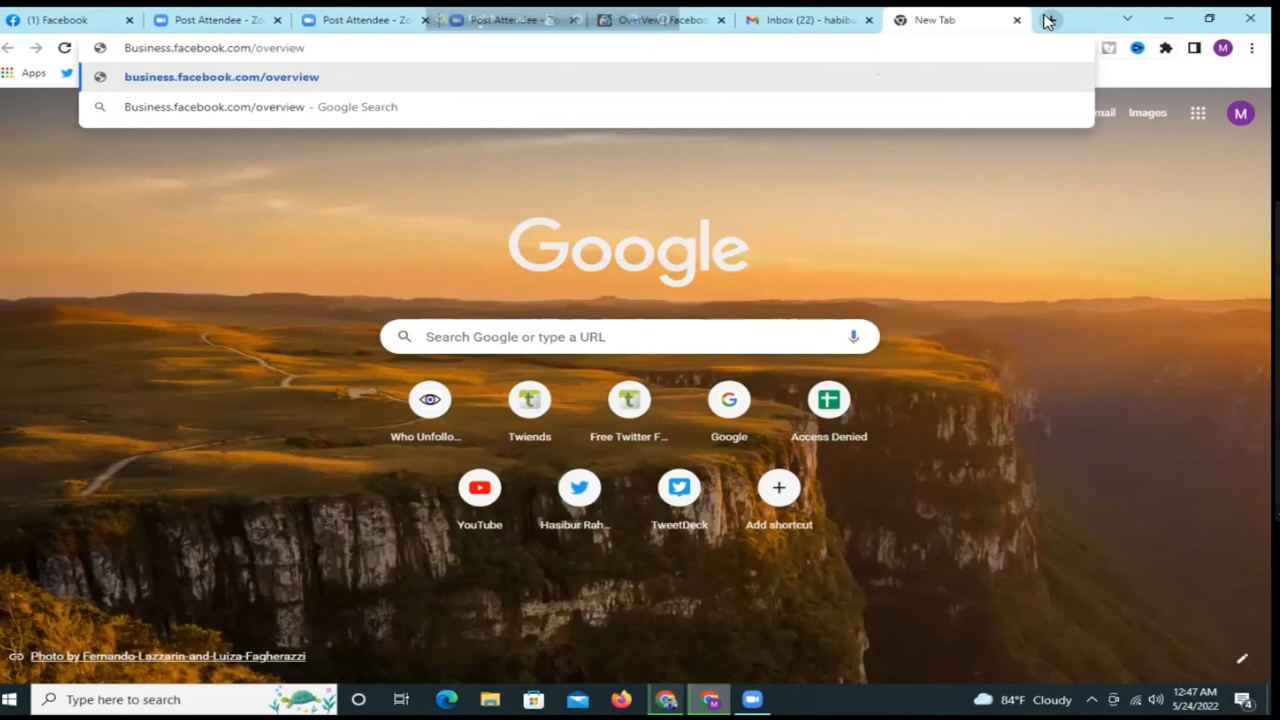 (1) Facebook
Post Attendee - Zo
Post Attendee - Zo
Post Attendee - Zo
OverView | Facebo
Inbox (22) - habibu
New Tab
Business.facebook.com/overview
Apps
business.facebook.com/overview
Business.facebook.com/overview - Google Search
mail
Images
M
M
Google
Search Google or type a URL
Who Unfollo...
Twiends
Free Twitter F...
Google
Access Denied
YouTube
Hasibur Rah...
TweetDeck
Add shortcut
Photo by Fernando-Lazzarin-and-Luiza-Fagherazzi
Type here to search
84°F Cloudy
12:47 AM
5/24/2022
4